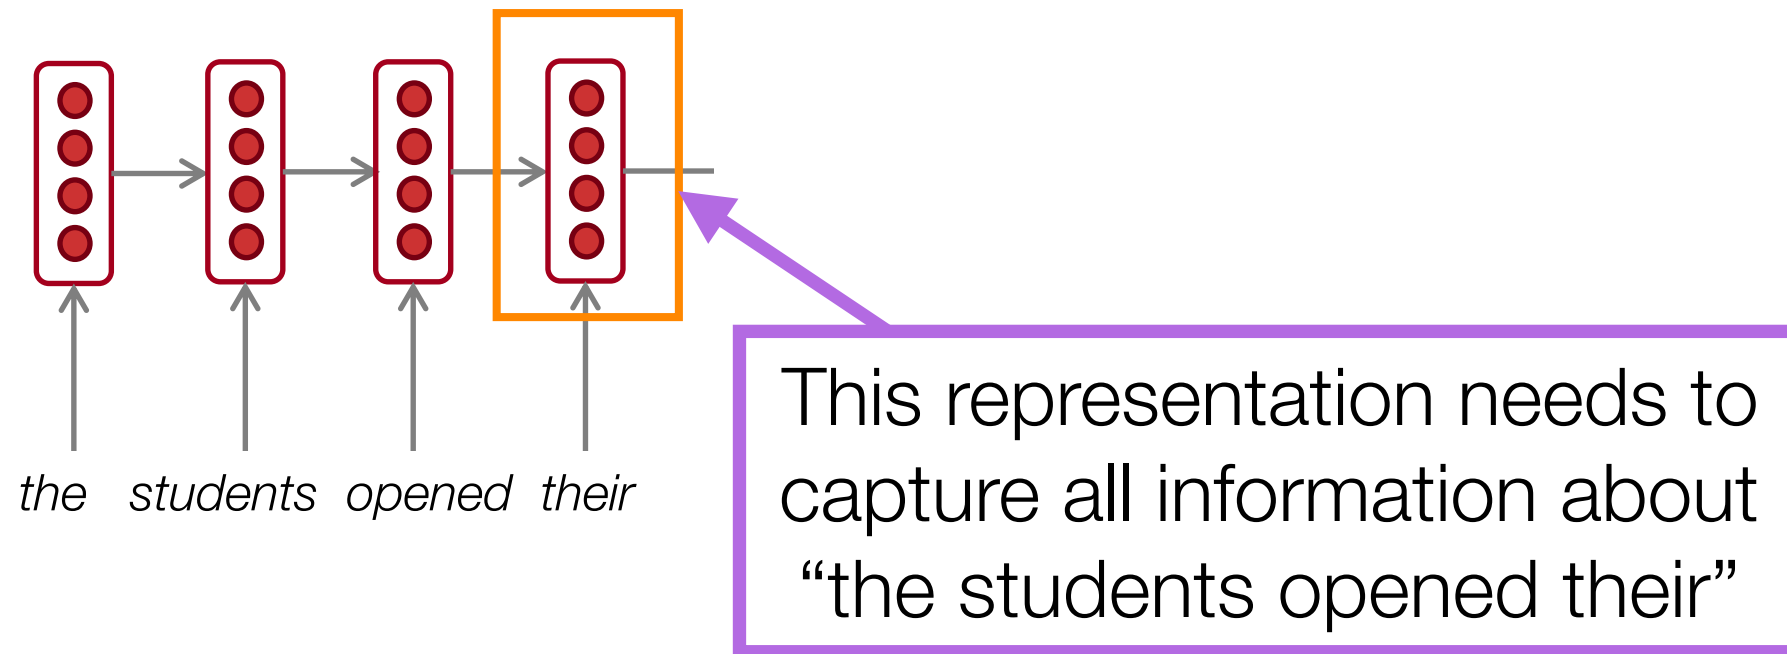 the students opened their
This representation needs to
capture all information about
“the students opened their”